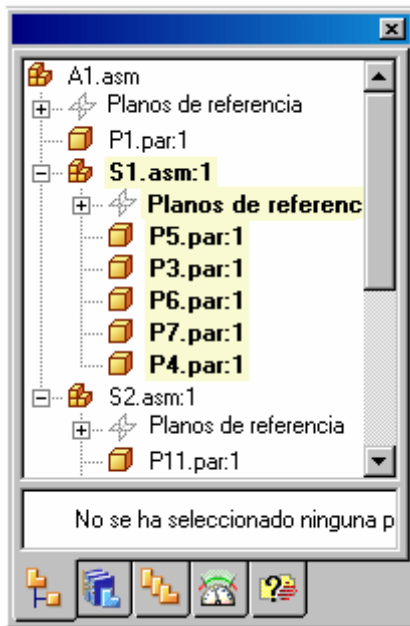 A1.asm
Planos de referencia
P1.par:1
S1.asm:1
Planos de referenc
P5.par:1
P3.par:1
P6.par:1
P7.par:1
P4.par:1
S2.asm:1
Planos de referencia
P11.par:1
No se ha seleccionado ninguna p